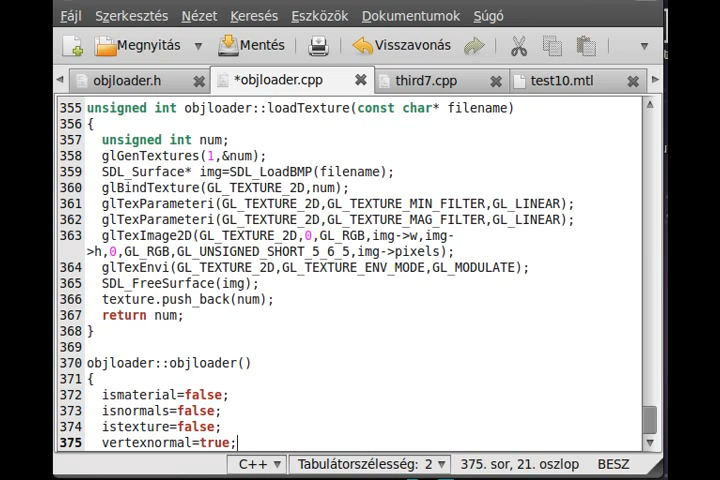 Fájl Szerkesztés Nézet Keresés Eszközök Dokumentumok Súgó
Megnyitás Mentés Visszavonás
objloader.h *objloader.cpp third7.cpp test10.mtl
355 unsigned int objloader::loadTexture(const char* filename)
356 {
357 unsigned int num;
358 glGenTextures(1,&num);
359 SDL_Surface* img=SDL_LoadBMP(filename);
360 glBindTexture(GL_TEXTURE_2D,num);
361 glTexParameteri(GL_TEXTURE_2D,GL_TEXTURE_MIN_FILTER,GL_LINEAR);
362 glTexParameteri(GL_TEXTURE_2D,GL_TEXTURE_MAG_FILTER,GL_LINEAR);
363 glTexImage2D(GL_TEXTURE_2D,0,GL_RGB,img->w,img-
>h,0,GL_RGB,GL_UNSIGNED_SHORT_5_6_5,img->pixels);
364 glTexEnvi(GL_TEXTURE_2D,GL_TEXTURE_ENV_MODE,GL_MODULATE);
365 SDL_FreeSurface(img);
366 texture.push_back(num);
367 return num;
368 }
369
370 objloader::objloader()
371 {
372 ismaterial=false;
373 isnormals=false;
374 istexture=false;
375 vertexnormal=true;
C++ Tabulátorszélesség: 2 375. sor, 21. oszlop BESZ